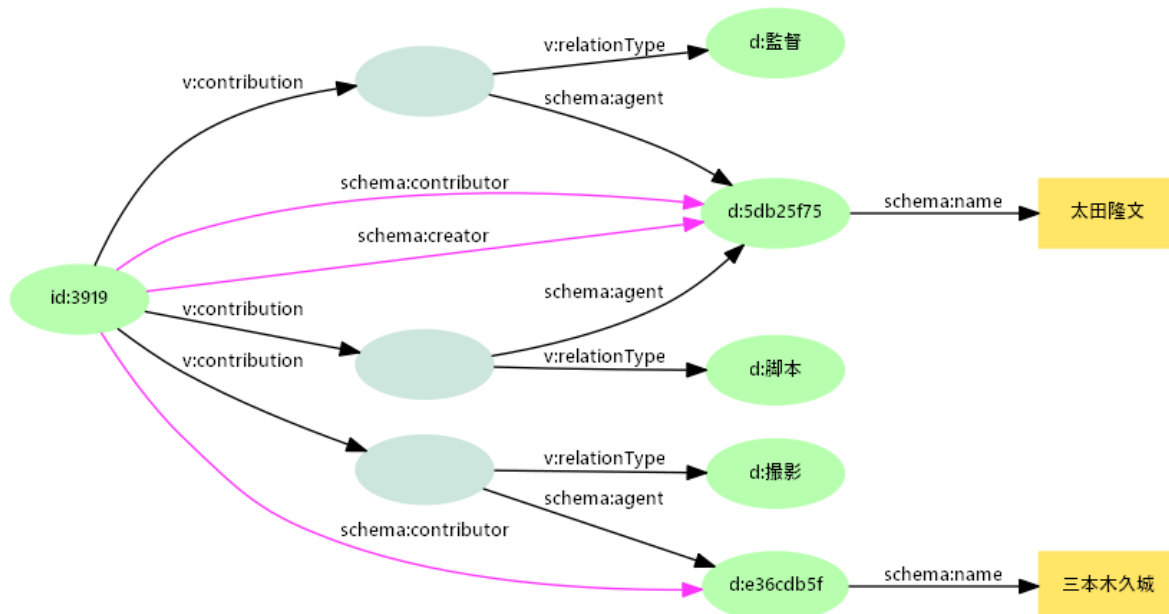 d:監督
v:relationType
v:contribution
schema:agent
schema:contributor
schema:name
太田隆文
d:5db25f75
schema:creator
id:3919
schema:agent
v:contribution
v:relationType
v:contribution
d:脚本
v:relationType
d:撮影
schema:agent
schema:contributor
schema:name
d:e36cdb5f
三本木久城